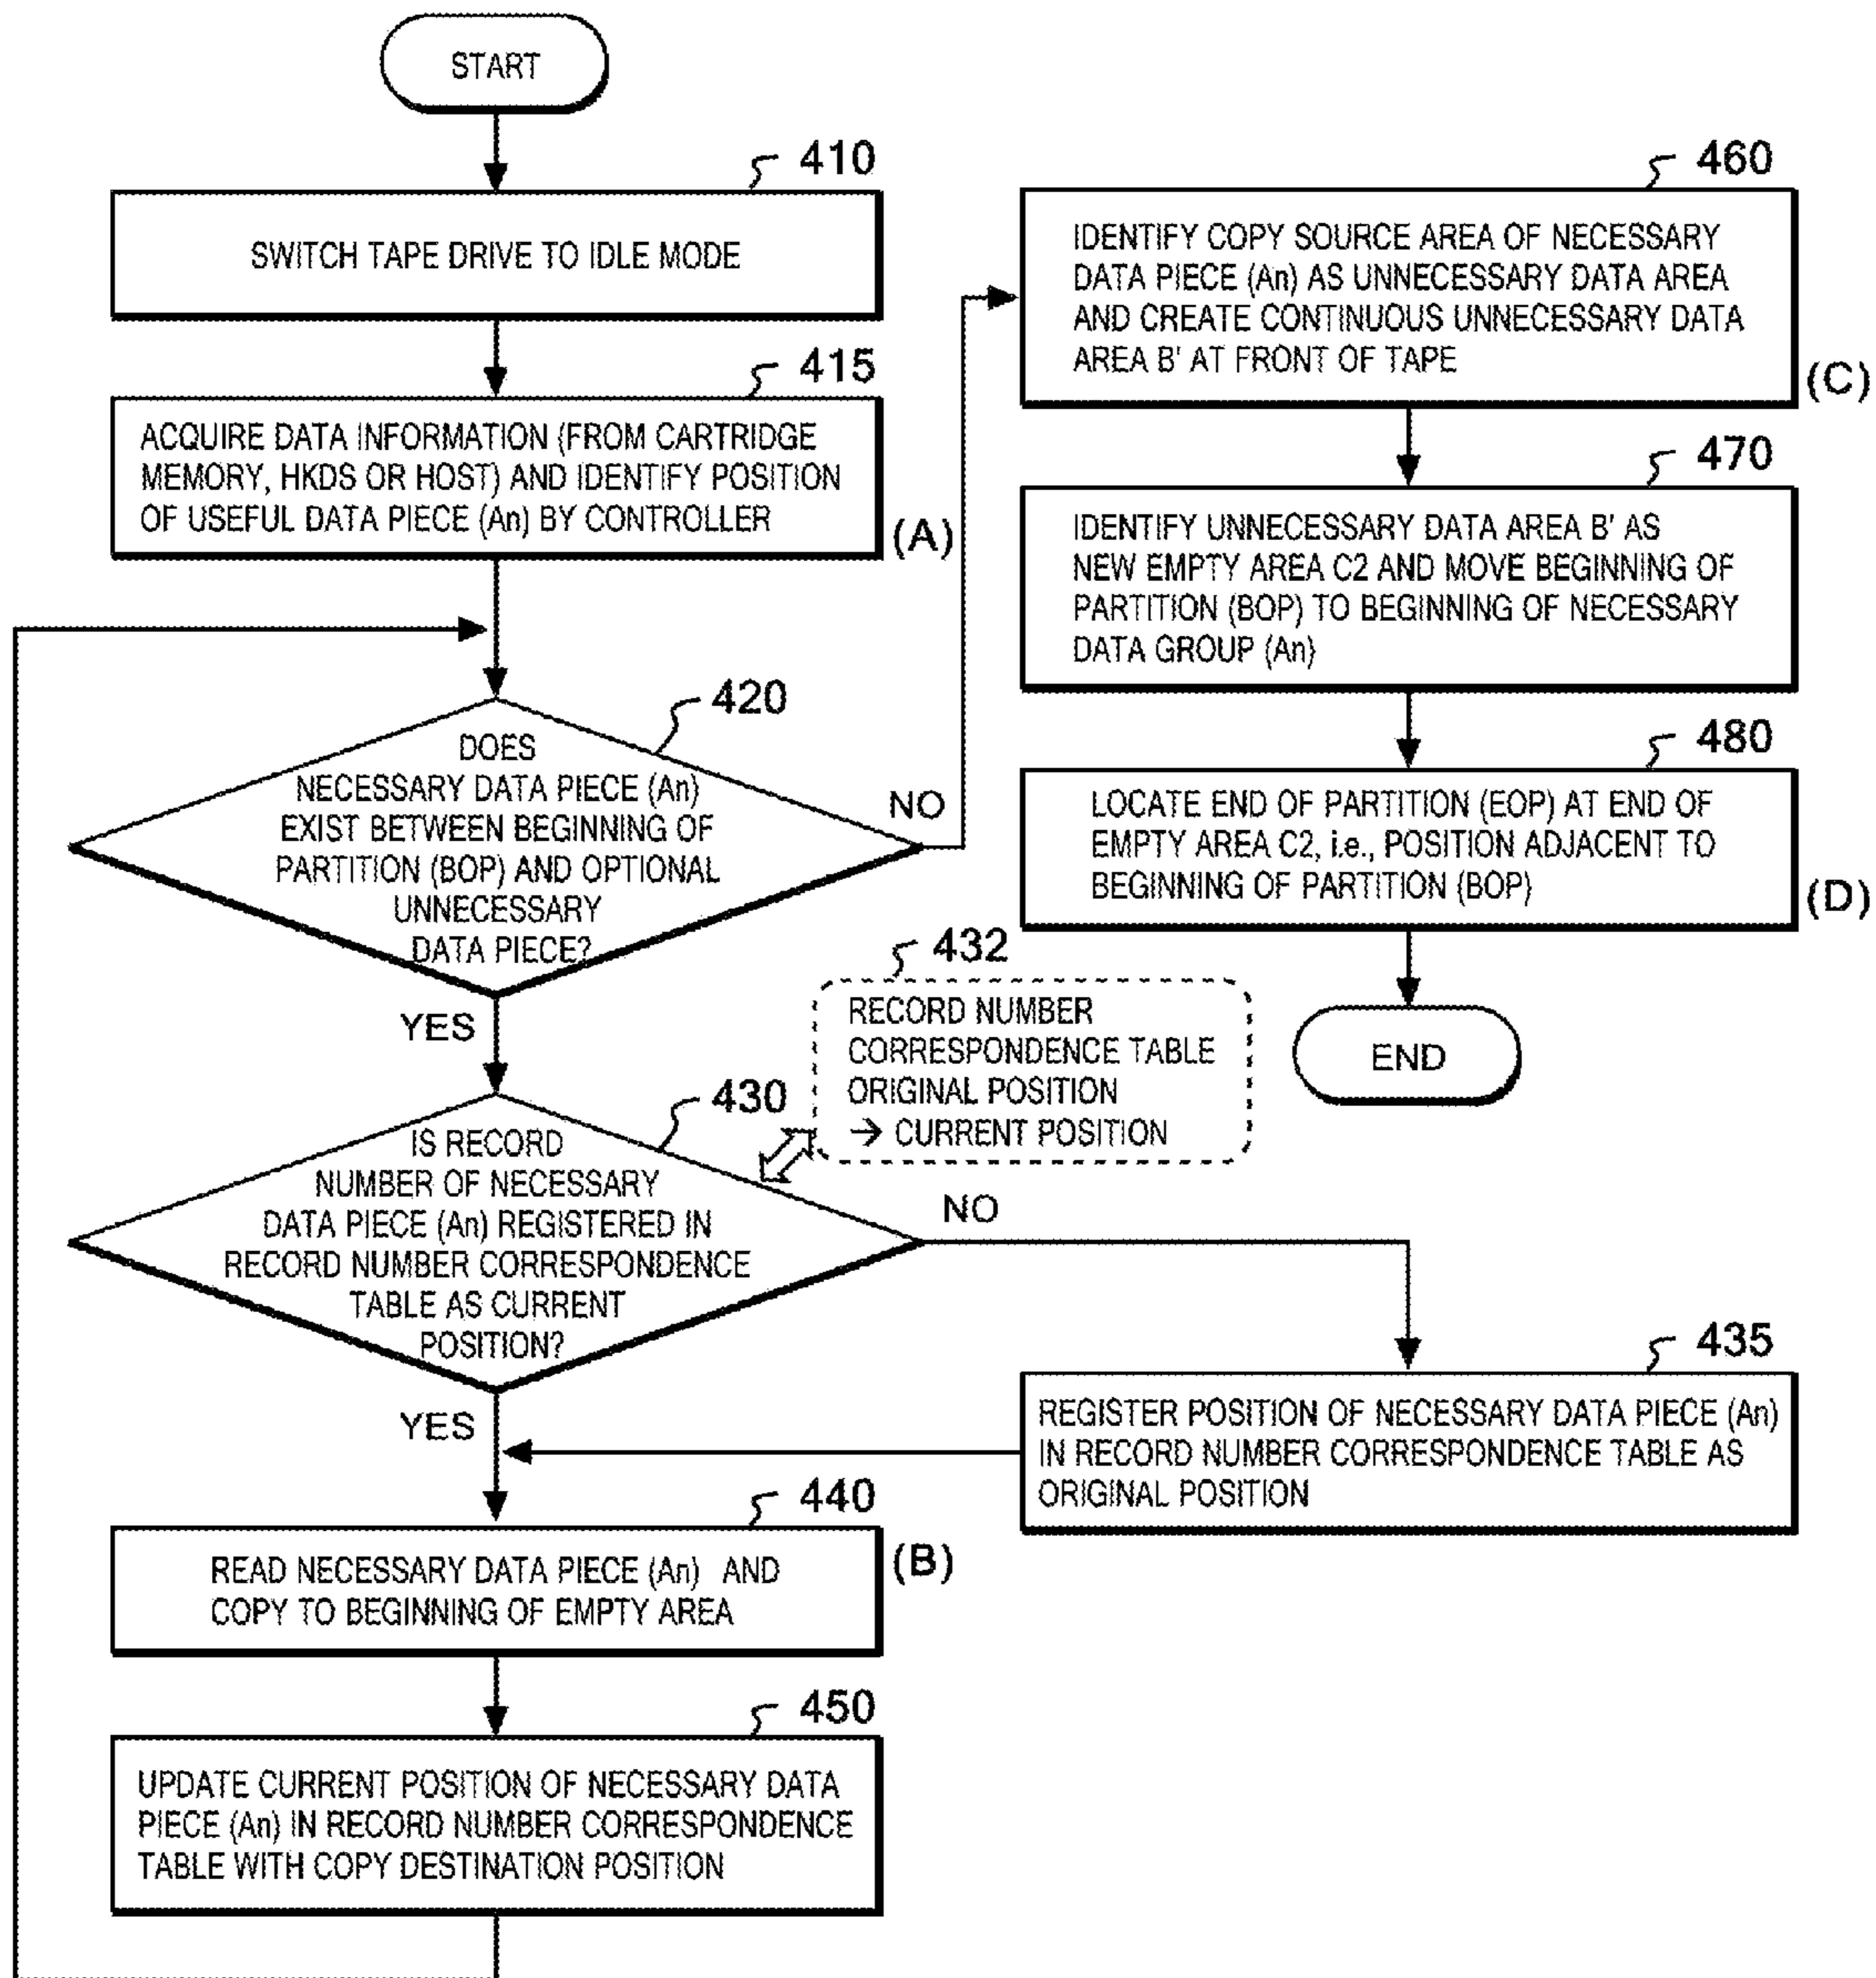 START
410
SWITCH TAPE DRIVE TO IDLE MODE
415
ACQUIRE DATA INFORMATION (FROM CARTRIDGE
MEMORY, HKDS OR HOST) AND IDENTIFY POSITION
OF USEFUL DATA PIECE (An) BY CONTROLLER
(A)
420
DOES
NECESSARY DATA PIECE (An)
EXIST BETWEEN BEGINNING OF
PARTITION (BOP) AND OPTIONAL
UNNECESSARY
DATA PIECE?
NO
YES
430
432
RECORD NUMBER
CORRESPONDENCE TABLE
ORIGINAL POSITION
→ CURRENT POSITION
IS RECORD
NUMBER OF NECESSARY
DATA PIECE (An) REGISTERED IN
RECORD NUMBER CORRESPONDENCE
TABLE AS CURRENT
POSITION?
NO
YES
435
REGISTER POSITION OF NECESSARY DATA PIECE (An)
IN RECORD NUMBER CORRESPONDENCE TABLE AS
ORIGINAL POSITION
440
READ NECESSARY DATA PIECE (An) AND
COPY TO BEGINNING OF EMPTY AREA
(B)
450
UPDATE CURRENT POSITION OF NECESSARY DATA
PIECE (An) IN RECORD NUMBER CORRESPONDENCE
TABLE WITH COPY DESTINATION POSITION
460
IDENTIFY COPY SOURCE AREA OF NECESSARY
DATA PIECE (An) AS UNNECESSARY DATA AREA
AND CREATE CONTINUOUS UNNECESSARY DATA
AREA B' AT FRONT OF TAPE
(C)
470
IDENTIFY UNNECESSARY DATA AREA B' AS
NEW EMPTY AREA C2 AND MOVE BEGINNING OF
PARTITION (BOP) TO BEGINNING OF NECESSARY
DATA GROUP (An)
480
LOCATE END OF PARTITION (EOP) AT END OF
EMPTY AREA C2, i.e., POSITION ADJACENT TO
BEGINNING OF PARTITION (BOP)
(D)
END